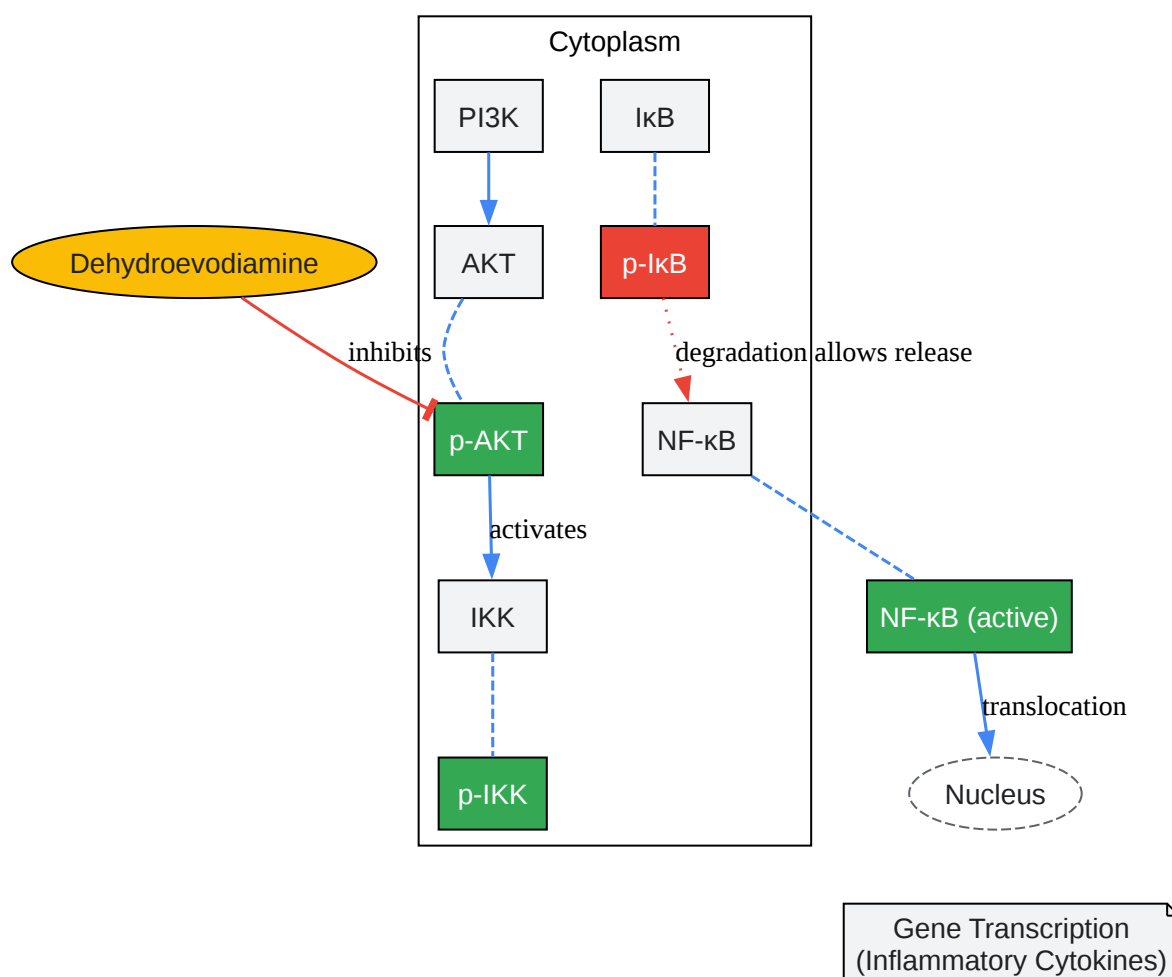 Cytoplasm
PI3K
IκB
Dehydroevodiamine
AKT
p-IκB
inhibits
degradation allows release
p-AKT
NF-κB
activates
IKK
NF-κB (active)
translocation
p-IKK
Nucleus
Gene Transcription
(Inflammatory Cytokines)